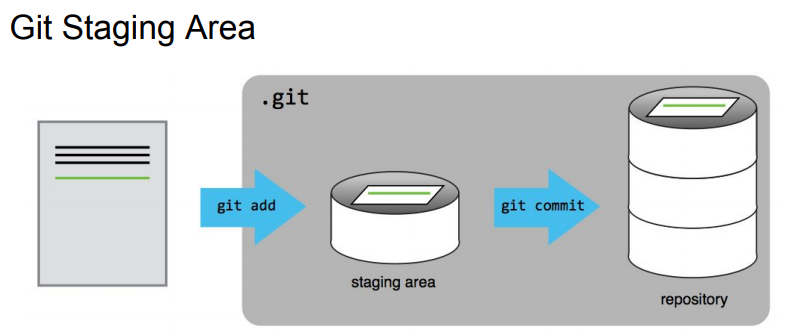 Git Staging Area
.git
git add
git commit
staging area
repository